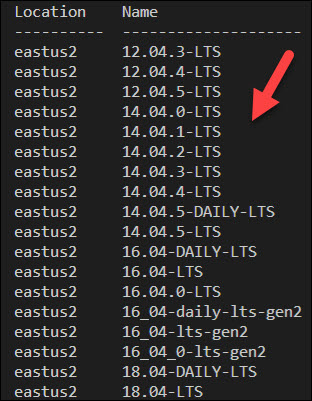 Location Name
---------- --------------------
eastus2 12.04.3-LTS
eastus2 12.04.4-LTS
eastus2 12.04.5-LTS
eastus2 14.04.0-LTS
eastus2 14.04.1-LTS
eastus2 14.04.2-LTS
eastus2 14.04.3-LTS
eastus2 14.04.4-LTS
eastus2 14.04.5-DAILY-LTS
eastus2 14.04.5-LTS
eastus2 16.04-DAILY-LTS
eastus2 16.04-LTS
eastus2 16.04.0-LTS
eastus2 16_04-daily-lts-gen2
eastus2 16_04-lts-gen2
eastus2 16_04_0-lts-gen2
eastus2 18.04-DAILY-LTS
eastus2 18.04-LTS